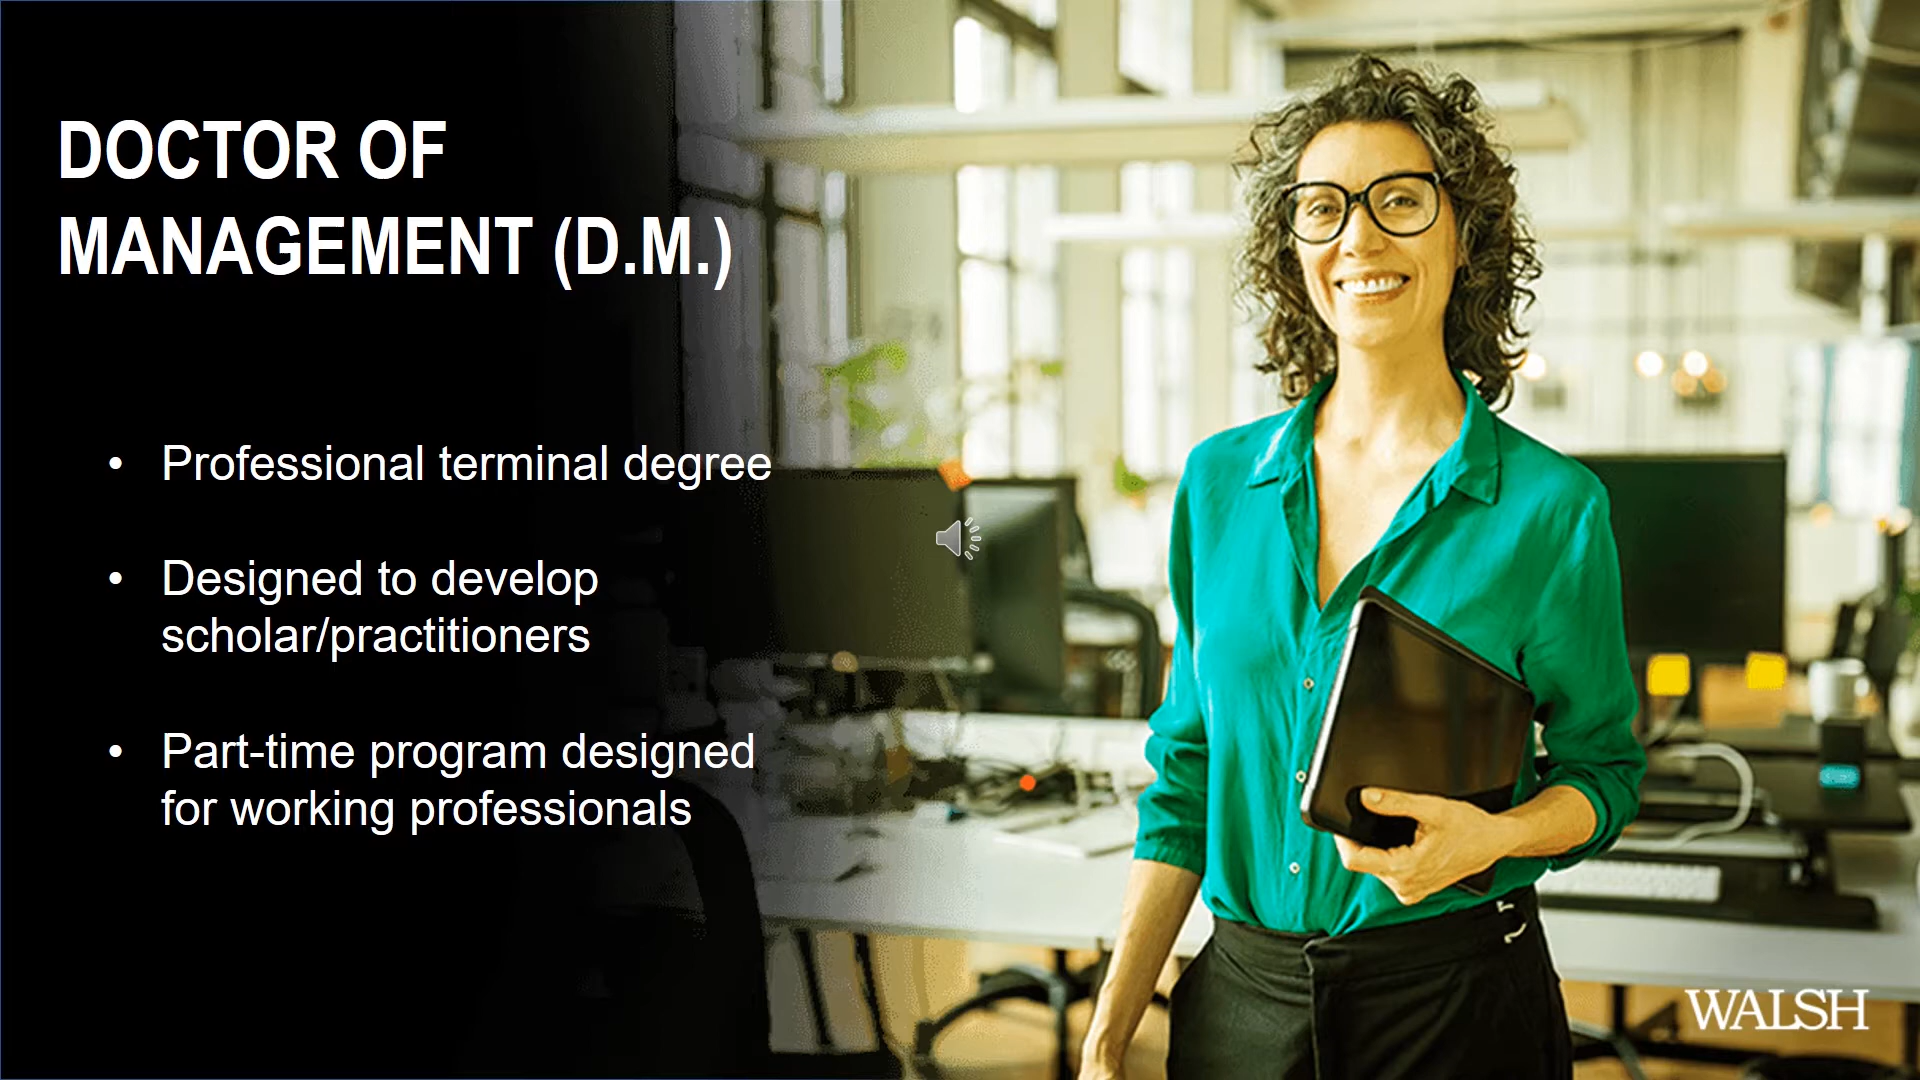 DOCTOR OF
MANAGEMENT (D.M.)
• Professional terminal degree
• Designed to develop
scholar/practitioners
• Part-time program designed
for working professionals
WALSH